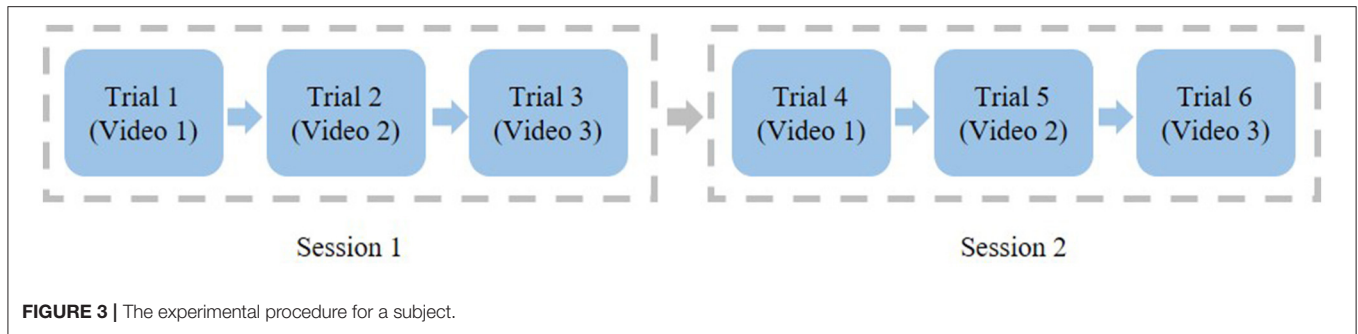 Trial 1
(Video 1)
Trial 2
(Video 2)
Trial 3
(Video 3)
Trial 4
(Video 1)
Trial 5
(Video 2)
Trial 6
(Video 3)
Session 1
Session 2
FIGURE 3 | The experimental procedure for a subject.